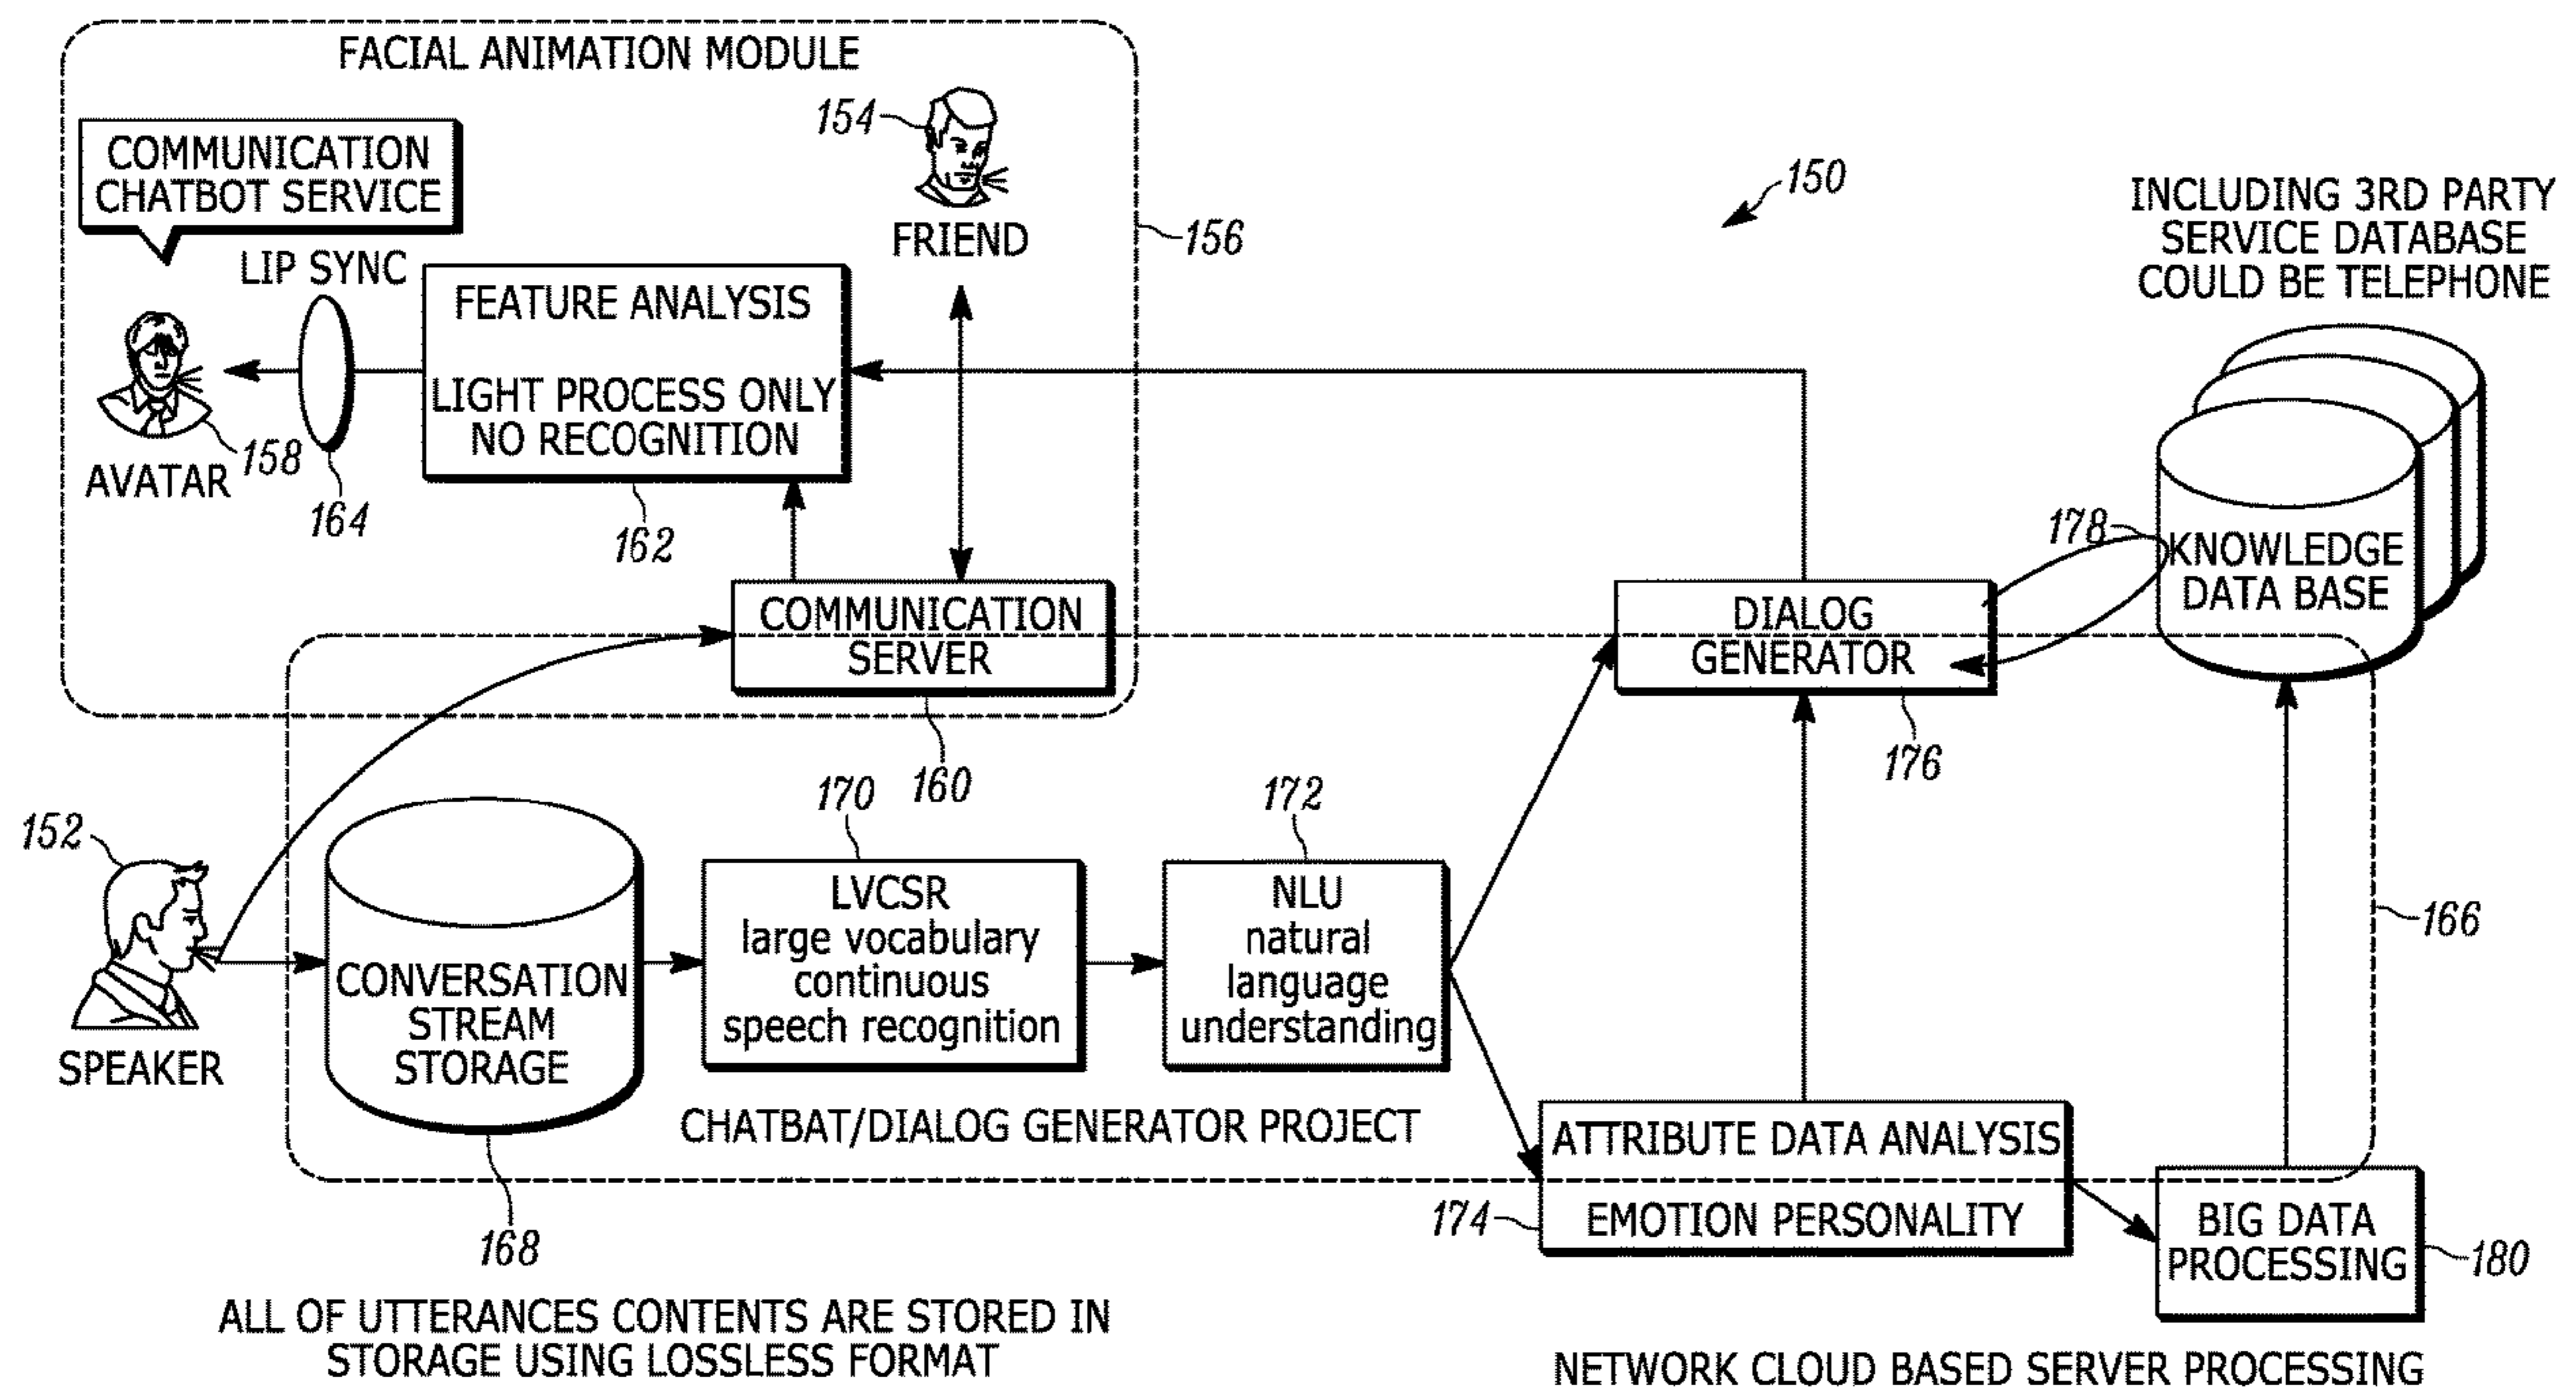 FACIAL ANIMATION MODULE
COMMUNICATION
CHATBOT SERVICE
154
FRIEND
156
150
INCLUDING 3RD PARTY
SERVICE DATABASE
COULD BE TELEPHONE
LIP SYNC
FEATURE ANALYSIS
LIGHT PROCESS ONLY
NO RECOGNITION
158
AVATAR
164
162
178
KNOWLEDGE
DATA BASE
COMMUNICATION
SERVER
DIALOG
GENERATOR
160
176
152
SPEAKER
170
172
CONVERSATION
STREAM
STORAGE
LVCSR
large vocabulary
continuous
speech recognition
NLU
natural
language
understanding
166
CHATBAT/DIALOG GENERATOR PROJECT
ATTRIBUTE DATA ANALYSIS
EMOTION PERSONALITY
174
168
BIG DATA
PROCESSING
180
ALL OF UTTERANCES CONTENTS ARE STORED IN
STORAGE USING LOSSLESS FORMAT
NETWORK CLOUD BASED SERVER PROCESSING